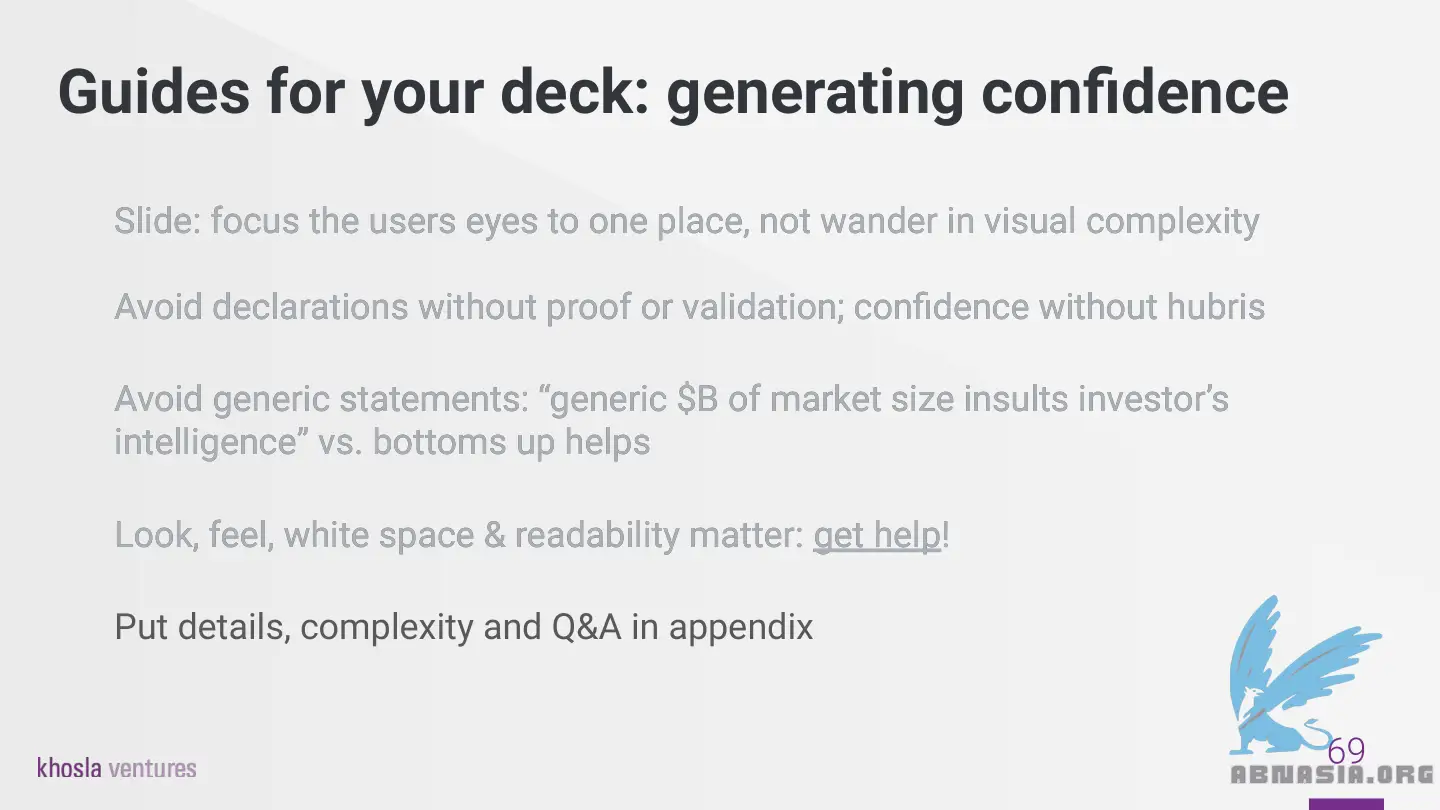 Guides for your deck: generating confidence
Slide: focus the users eyes to one place, not wander in visual complexity
Avoid declarations without proof or validation; confidence without hubris
Avoid generic statements: “generic $B of market size insults investor’s
intelligence” vs. bottoms up helps
Look, feel, white space & readability matter: get help!
Put details, complexity and Q&A in appendix
khosla ventures
69
ABNASIA.ORG